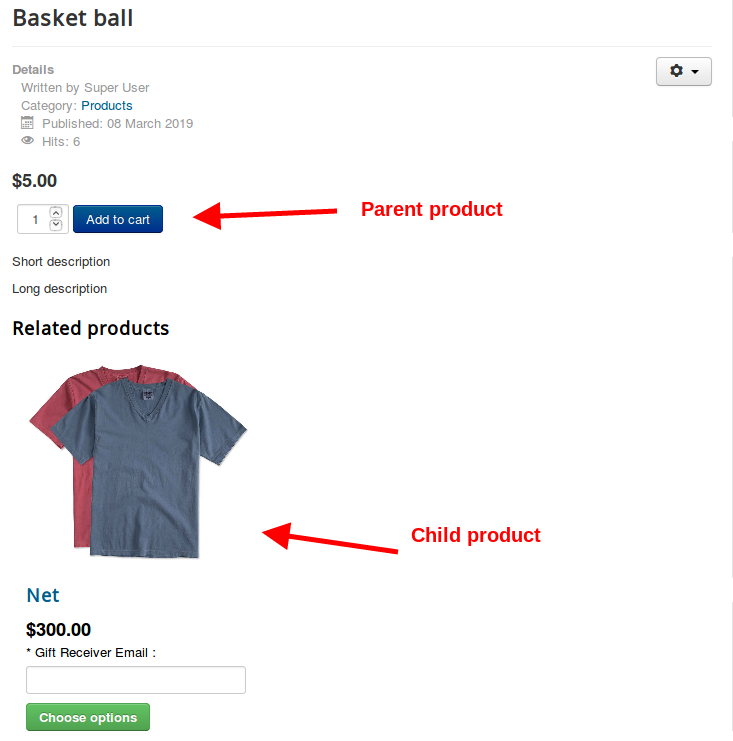 Basket ball
Details
Written by Super User
Category: Products
Published: 08 March 2019
Hits: 6
$5.00
1 Add to cart
Parent product
Short description
Long description
Related products
Child product
Net
$300.00
* Gift Receiver Email :
Choose options